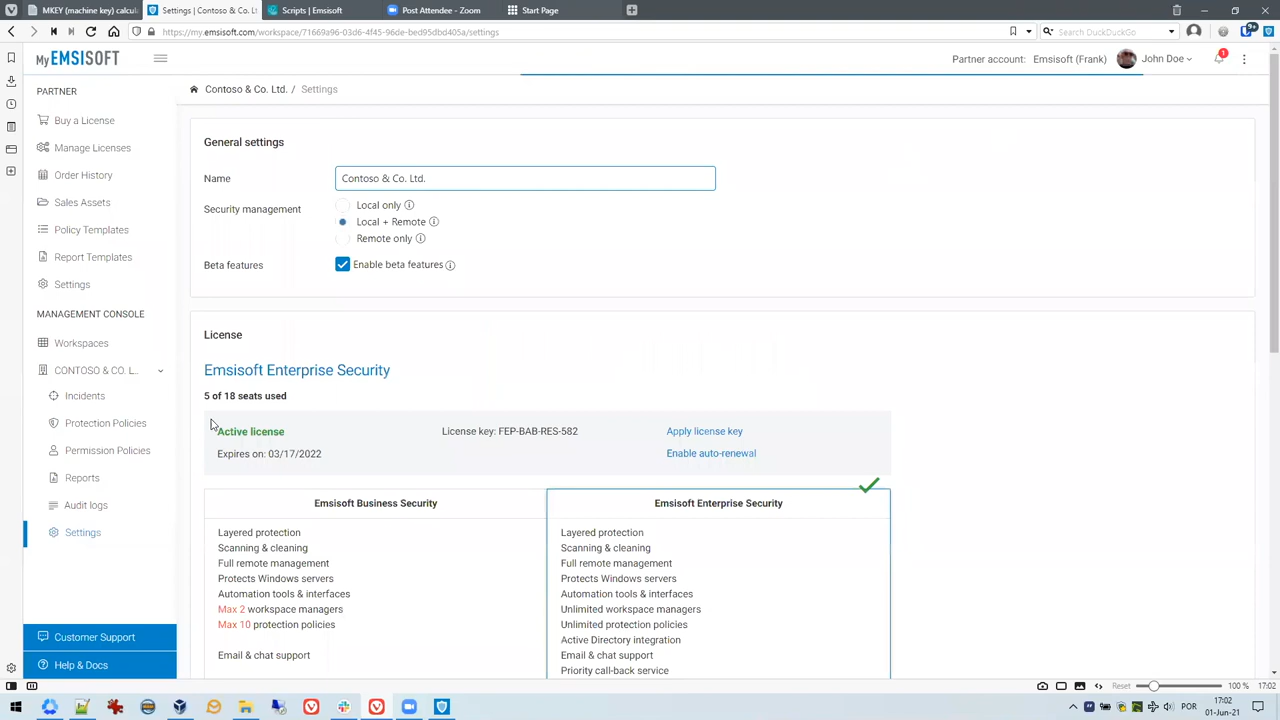 MKEY (machine key) calcula
Settings | Contoso & Co. Lt
Scripts | Emsisoft
Post Attendee - Zoom
Start Page
https://my.emsisoft.com/workspace/71669a96-03d6-4f45-96de-bed95dbd405a/settings
Search DuckDuckGo
9+
My EMSISOFT
Partner account: Emsisoft (Frank)
John Doe
1
PARTNER
Buy a License
Manage Licenses
Order History
Sales Assets
Policy Templates
Report Templates
Settings
MANAGEMENT CONSOLE
Workspaces
CONTOSO & CO. L...
Incidents
Protection Policies
Permission Policies
Reports
Audit logs
Settings
Customer Support
Help & Docs
Contoso & Co. Ltd. / Settings
General settings
Name
Contoso & Co. Ltd.
Security management
Local only
Local + Remote
Remote only
Beta features
Enable beta features
License
Emsisoft Enterprise Security
5 of 18 seats used
Active license
License key: FEP-BAB-RES-582
Apply license key
Expires on: 03/17/2022
Enable auto-renewal
Emsisoft Business Security
Layered protection
Scanning & cleaning
Full remote management
Protects Windows servers
Automation tools & interfaces
Max 2 workspace managers
Max 10 protection policies
Email & chat support
Emsisoft Enterprise Security
Layered protection
Scanning & cleaning
Full remote management
Protects Windows servers
Automation tools & interfaces
Unlimited workspace managers
Unlimited protection policies
Active Directory integration
Email & chat support
Priority call-back service
Reset
100 %
17:02
POR
17:02
01-Jun-21